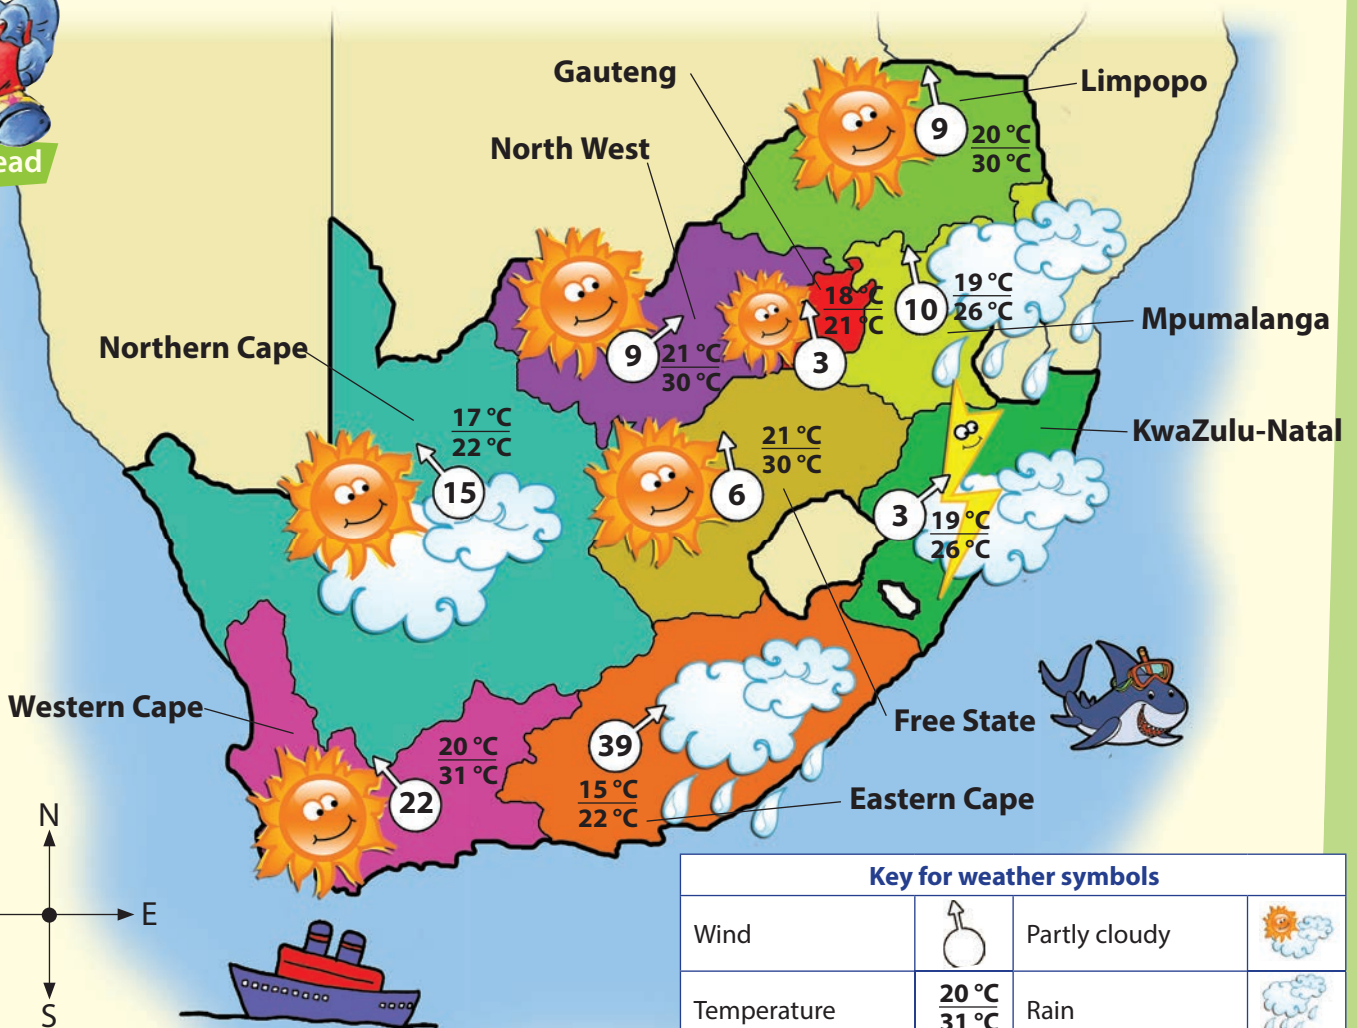 Gauteng
Limpopo
9
20 °C
30 °C
North West
ead
18 °C
21 °C
10
19 °C
26 °C
Mpumalanga
Northern Cape
9
21 °C
30 °C
3
17 °C
22 °C
15
6
21 °C
30 °C
KwaZulu-Natal
3
19 °C
26 °C
Western Cape
20 °C
31 °C
22
39
15 °C
22 °C
Free State
Eastern Cape
N
E
S
Key for weather symbols
Wind
Partly cloudy
Temperature
20 °C
31 °C
Rain